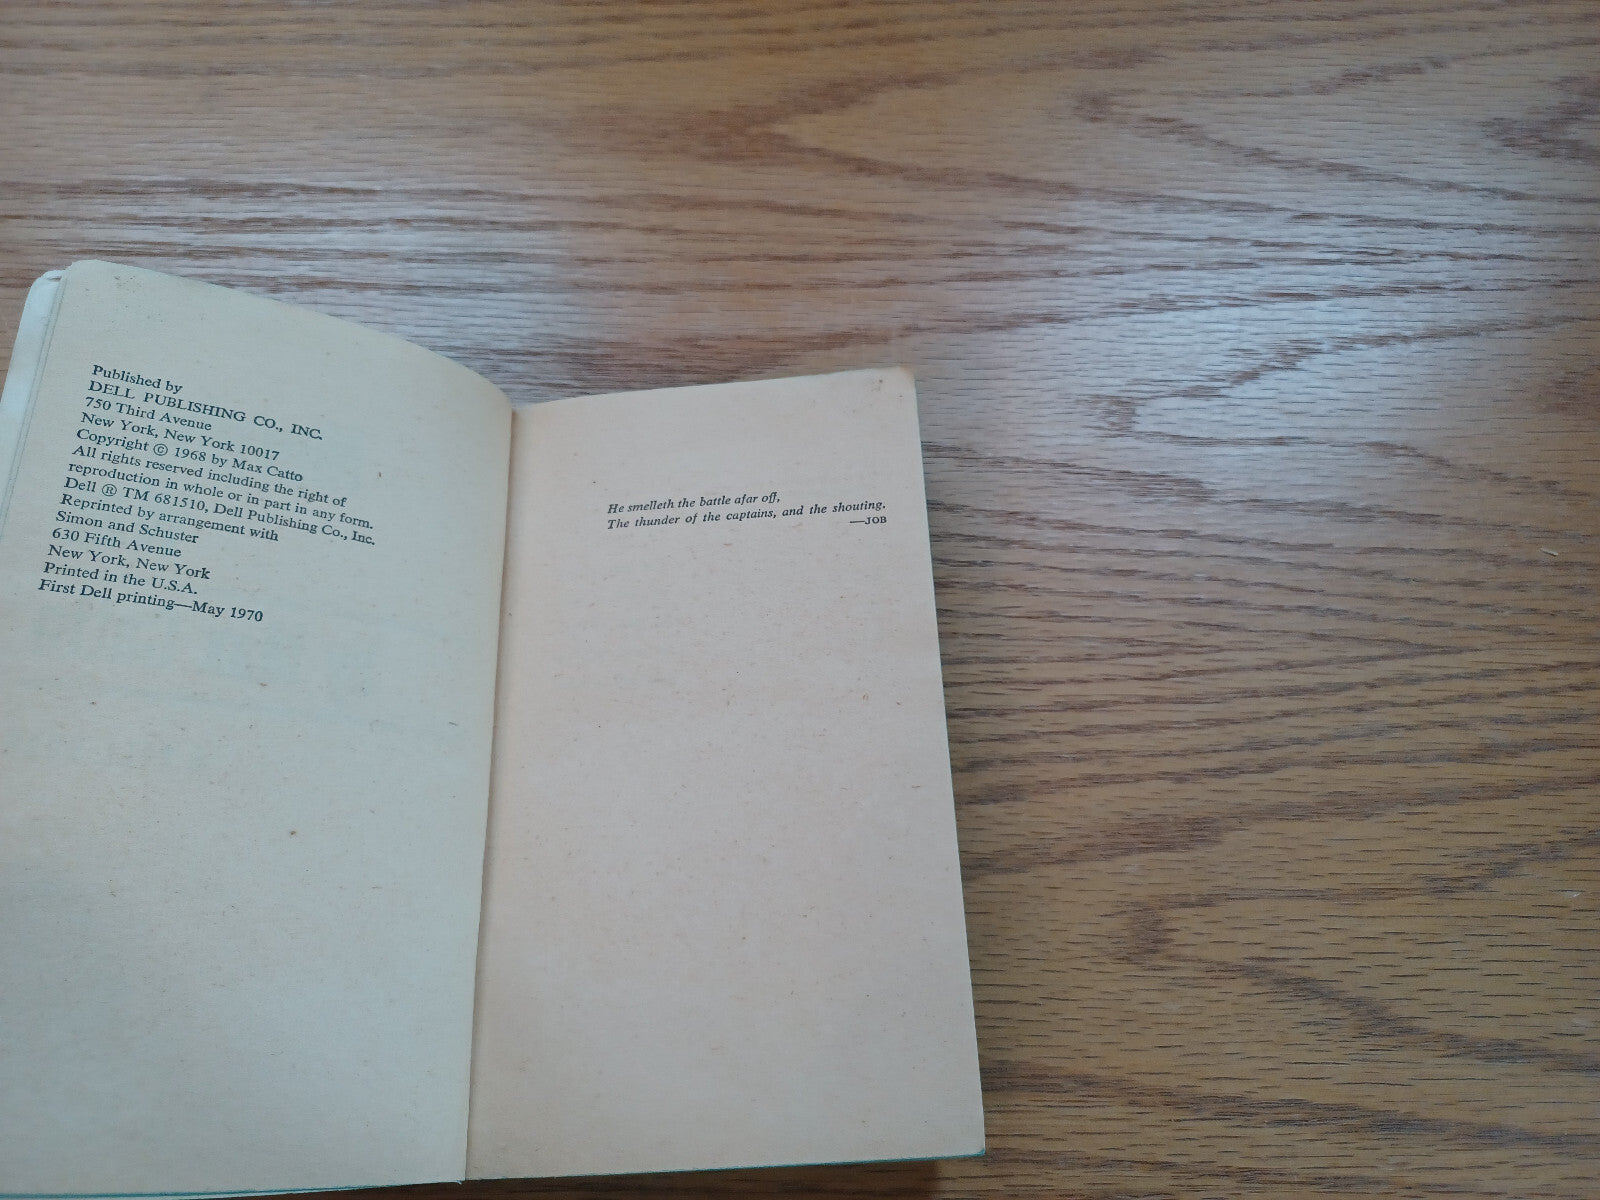 Published by
DELL PUBLISHING CO., INC.
750 Third Avenue
New York, New York 10017
Copyright © 1968 by Max Catto
All rights reserved including the right of
reproduction in whole or in part in any form.
Dell ® TM 681510, Dell Publishing Co., Inc.
Reprinted by arrangement with
Simon and Schuster
630 Fifth Avenue
New York, New York
Printed in the U.S.A.
First Dell printing—May 1970
He smelleth the battle afar off,
The thunder of the captains, and the shouting.
—JOB